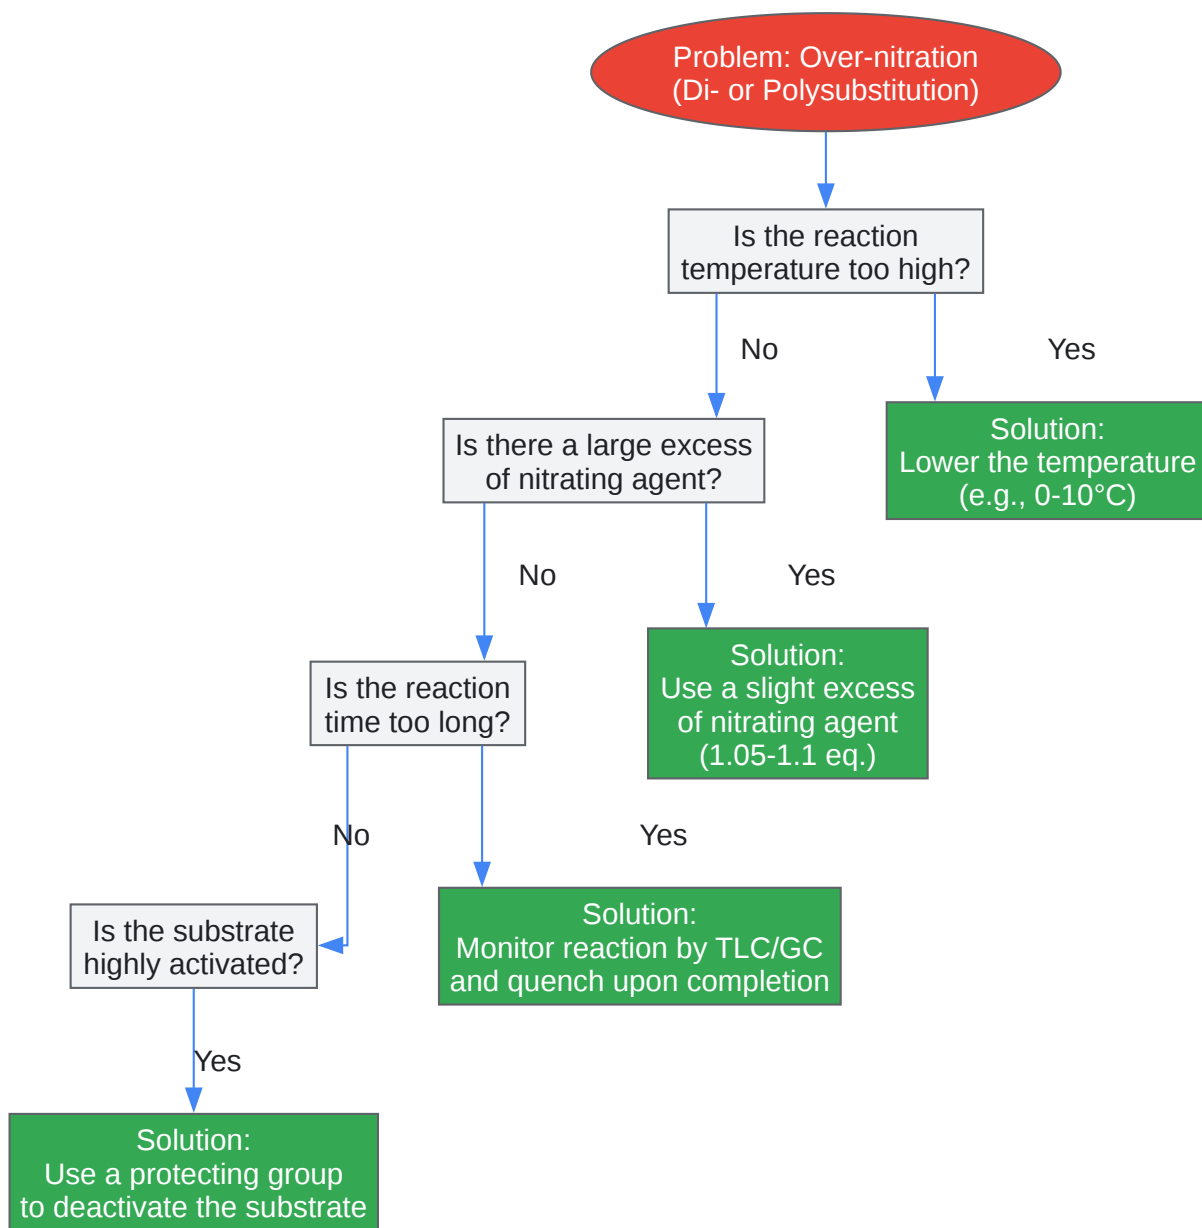 Problem: Over-nitration
(Di- or Polysubstitution)
Is the reaction
temperature too high?
No
Yes
Solution:
Lower the temperature
(e.g., 0-10°C)
Is there a large excess
of nitrating agent?
No
Yes
Solution:
Use a slight excess
of nitrating agent
(1.05-1.1 eq.)
Is the reaction
time too long?
No
Yes
Solution:
Monitor reaction by TLC/GC
and quench upon completion
Is the substrate
highly activated?
Yes
Solution:
Use a protecting group
to deactivate the substrate